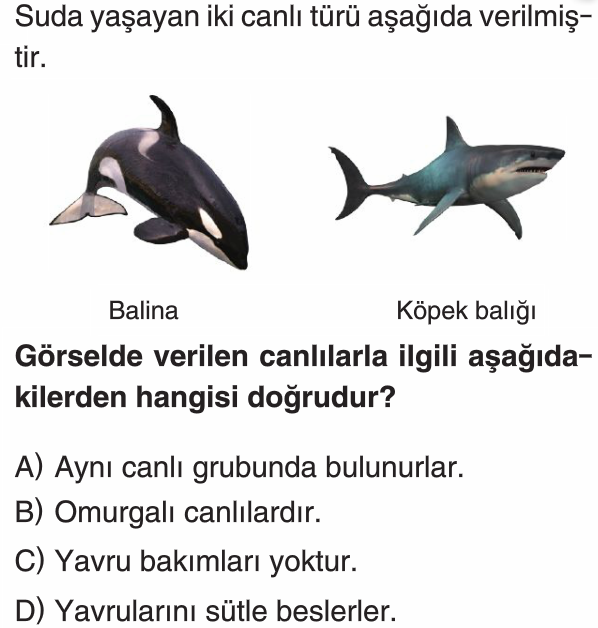 Suda yaşayan iki canlı türü aşağıda verilmiş-
tir.
Balina
Köpek balığı
Görselde verilen canlılarla ilgili aşağıda-
kilerden hangisi doğrudur?
A) Aynı canlı grubunda bulunurlar.
B) Omurgalı canlılardır.
C) Yavru bakımları yoktur.
D) Yavrularını sütle beslerler.